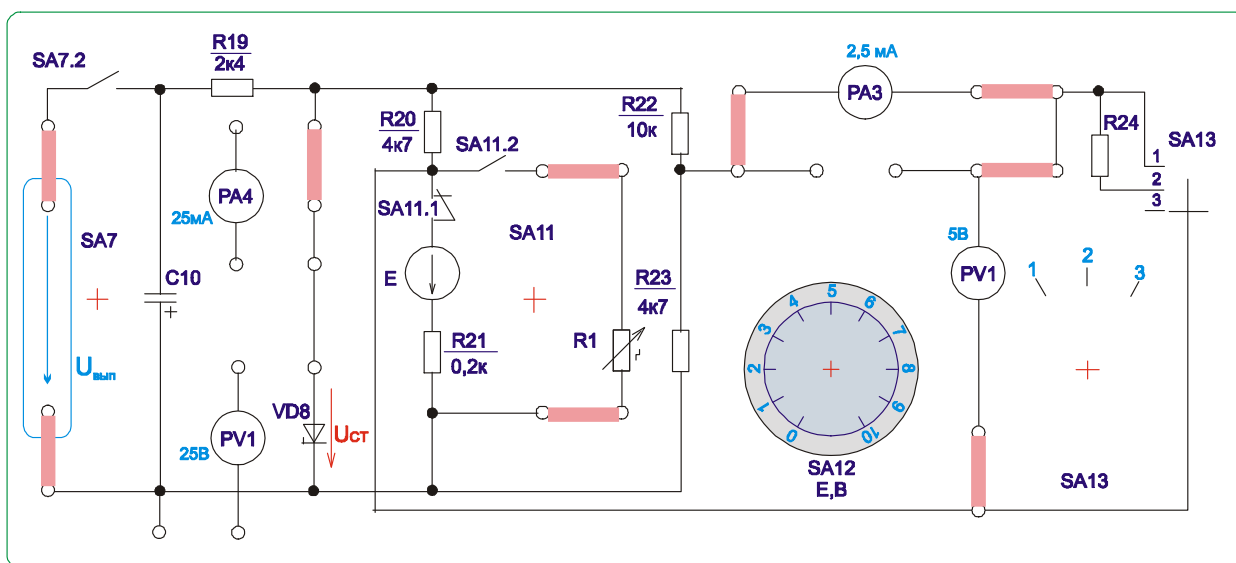 SA7.2
R19
2к4
2,5 мА
PA3
R20
4к7
SA11.2
R22
10к
R24
SA13
1
2
3
PA4
25мА
SA11.1
SA7
SA11
5В
PV1
1
2
3
C10
E
R23
4к7
R21
0,2к
R1
0
1
2
3
4
5
6
7
8
9
10
Uвып
VD8
Uст
PV1
25В
SA12
E,В
SA13